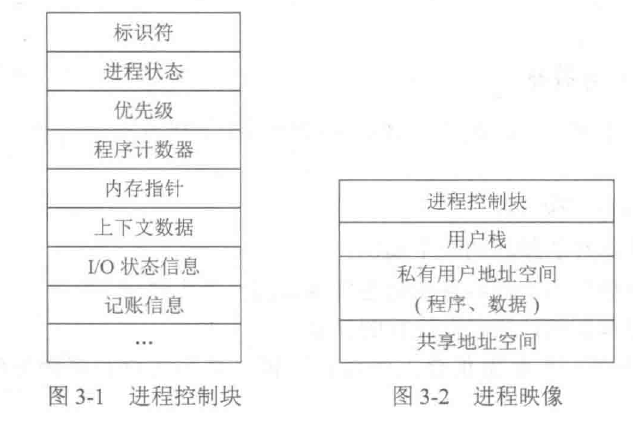 标识符
进程状态
优先级
程序计数器
内存指针
上下文数据
I/O 状态信息
记账信息
…
图 3-1 进程控制块
进程控制块
用户栈
私有用户地址空间
(程序、数据)
共享地址空间
图 3-2 进程映像